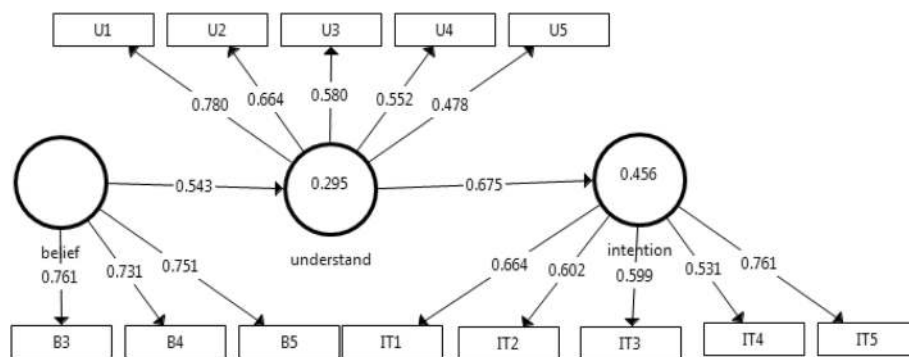 U1 U2 U3 U4 U5
0.780 0.664 0.580 0.552 0.478
0.543 0.295 0.675 0.456
belief understand intention
0.761 0.731 0.751 0.664 0.602 0.599 0.531 0.761
B3 B4 B5 IT1 IT2 IT3 IT4 IT5